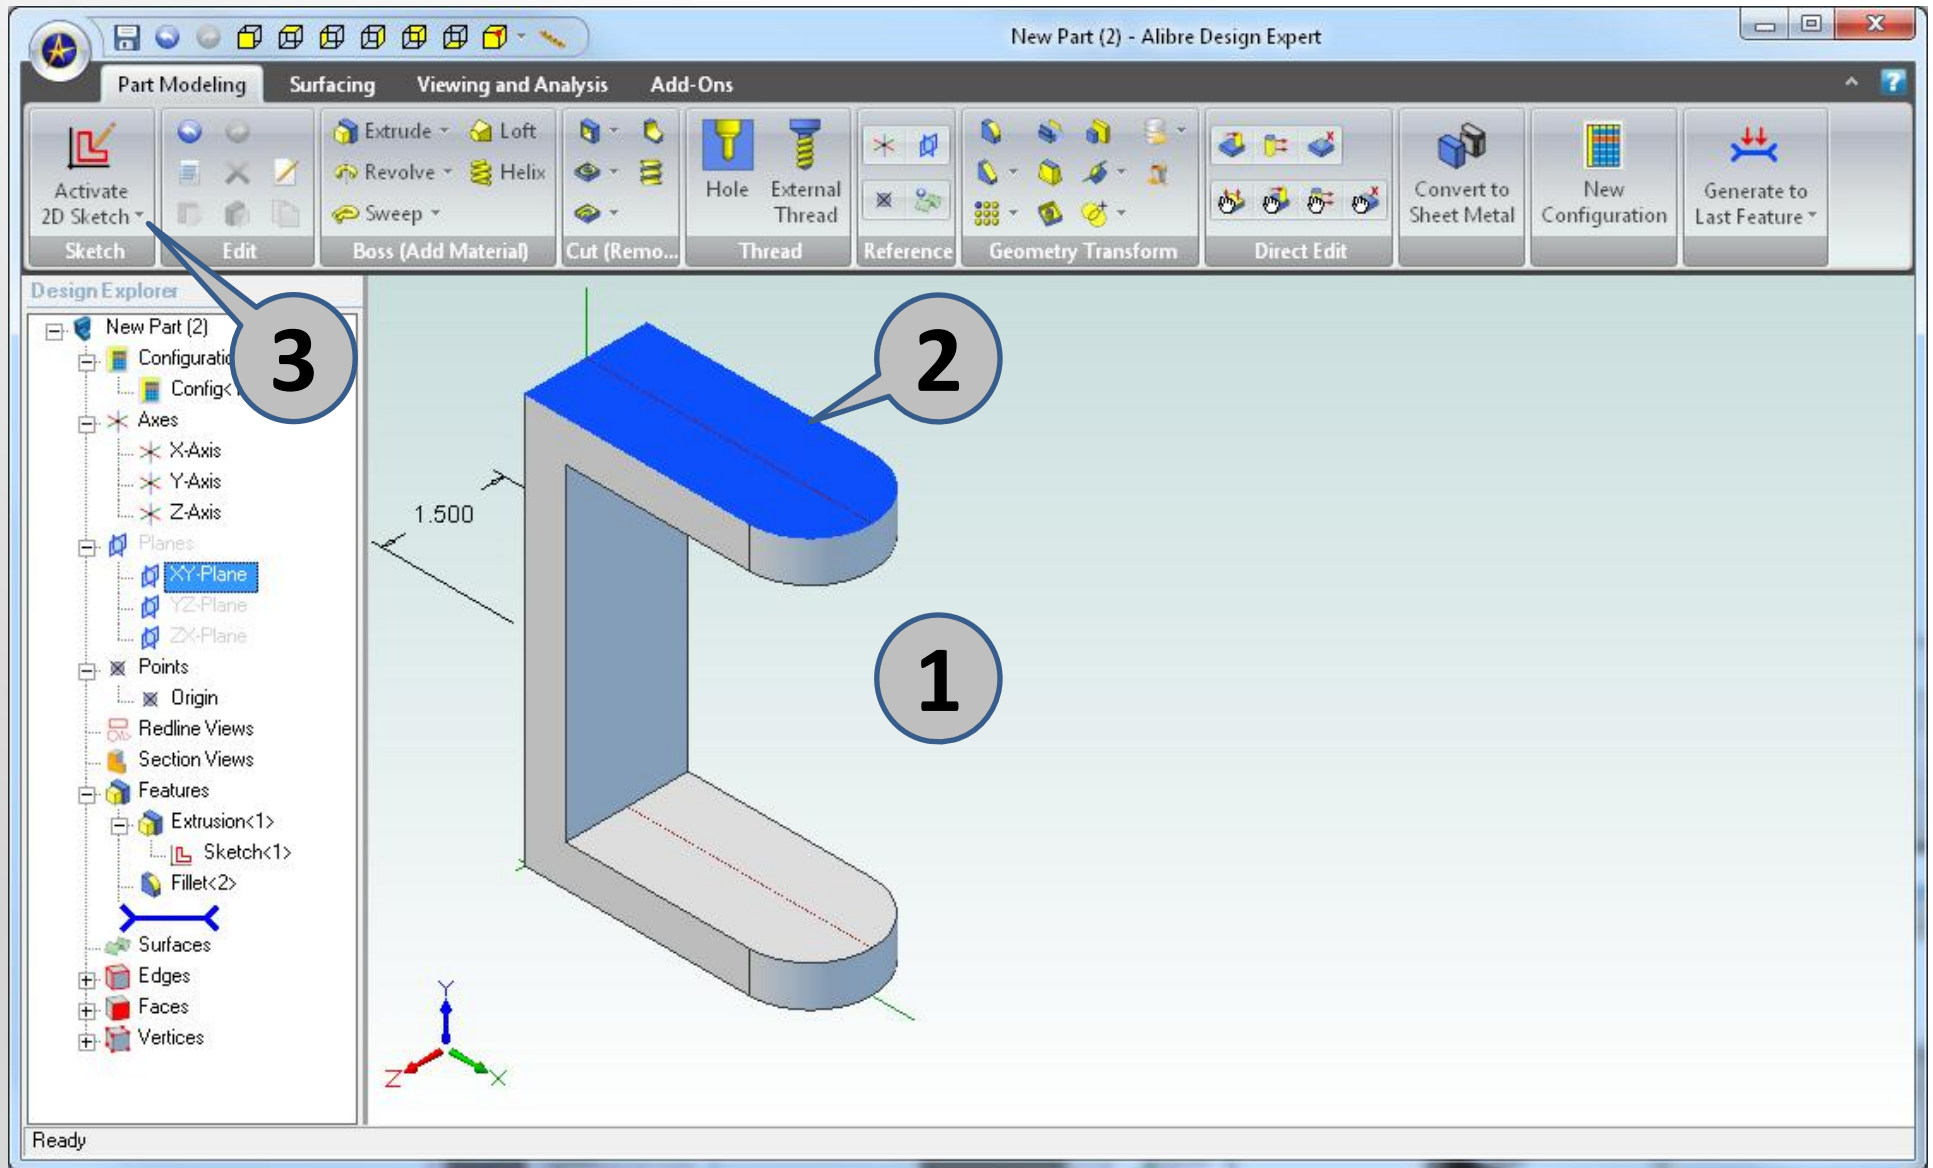 New Part (2) - Alibre Design Expert
Part Modeling Surfacing Viewing and Analysis Add-Ons
Activate
2D Sketch
Sketch
Edit
Extrude Loft
Revolve Helix
Sweep
Boss (Add Material)
Cut (Remo...
Hole
External
Thread
Thread
Reference
Geometry Transform
Direct Edit
Convert to
Sheet Metal
New
Configuration
Generate to
Last Feature
Design Explorer
New Part (2)
Configuratio
Config<
Axes
X-Axis
Y-Axis
Z-Axis
Planes
XY-Plane
YZ-Plane
ZX-Plane
Points
Origin
Redline Views
Section Views
Features
Extrusion<1>
Sketch<1>
Fillet<2>
Surfaces
Edges
Faces
Vertices
3
2
1.500
1
Y
Z X
Ready